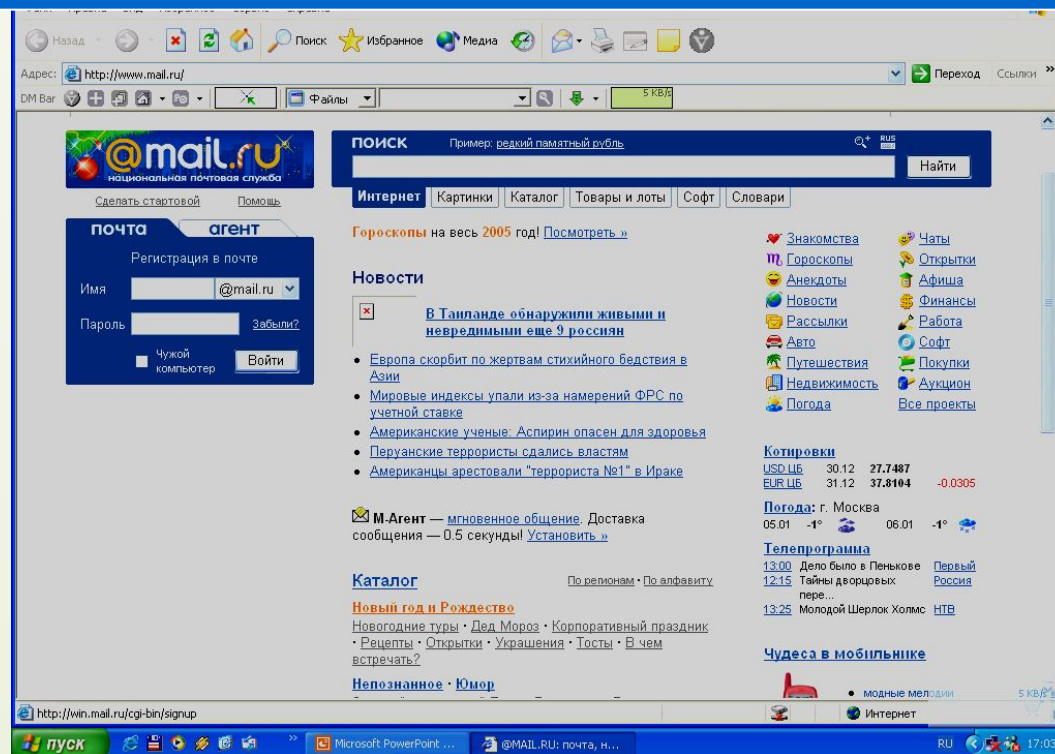 Назад
Поиск
Избранное
Медиа
Адрес: http://www.mail.ru/
Переход
Ссылки »
DM Bar
Файлы
5 KB/s
@mail.ru
национальная почтовая служба
Сделать стартовой Помощь
почта агент
Регистрация в почте
Имя @mail.ru
Пароль Забыли?
Чужой
компьютер
Войти
ПОИСК Пример: редкий памятный рубль
RUS
Найти
Интернет Картинки Каталог Товары и лоты Софт Словари
Гороскопы на весь 2005 год! Посмотреть »
Новости
В Таиланде обнаружили живыми и
невредимыми еще 9 россиян
• Европа скорбит по жертвам стихийного бедствия в
Азии
• Мировые индексы упали из-за намерений ФРС по
учетной ставке
• Американские ученые: Аспирин опасен для здоровья
• Перуанские террористы сдались властям
• Американцы арестовали "террориста №1" в Ираке
М-Агент — мгновенное общение. Доставка
сообщения — 0.5 секунды! Установить »
Каталог По регионам • По алфавиту
Новый год и Рождество
Новогодние туры • Дед Мороз • Корпоративный праздник
• Рецепты • Открытки • Украшения • Тосты • В чем
встречать?
Непознанное • Юмор
Знакомства Чаты
Гороскопы Открытки
Анекдоты Афиша
Новости Финансы
Рассылки Работа
Авто Софт
Путешествия Покупки
Недвижимость Аукцион
Погода Все проекты
Котировки
USD ЦБ 30.12 27.7487
EUR ЦБ 31.12 37.8104 -0.0305
Погода: г. Москва
05.01 -1° 06.01 -1°
Телепрограмма
13:00 Дело было в Пенькове Первый
12:15 Тайны дворцовых Россия
пере...
13:25 Молодой Шерлок Холмс НТВ
Чудеса в мобильнике
• модные мелодии
5 KB/s
http://win.mail.ru/cgi-bin/signup
Интернет
пуск
Microsoft PowerPoint ...
@MAIL.RU: почта, н...
RU
17:03